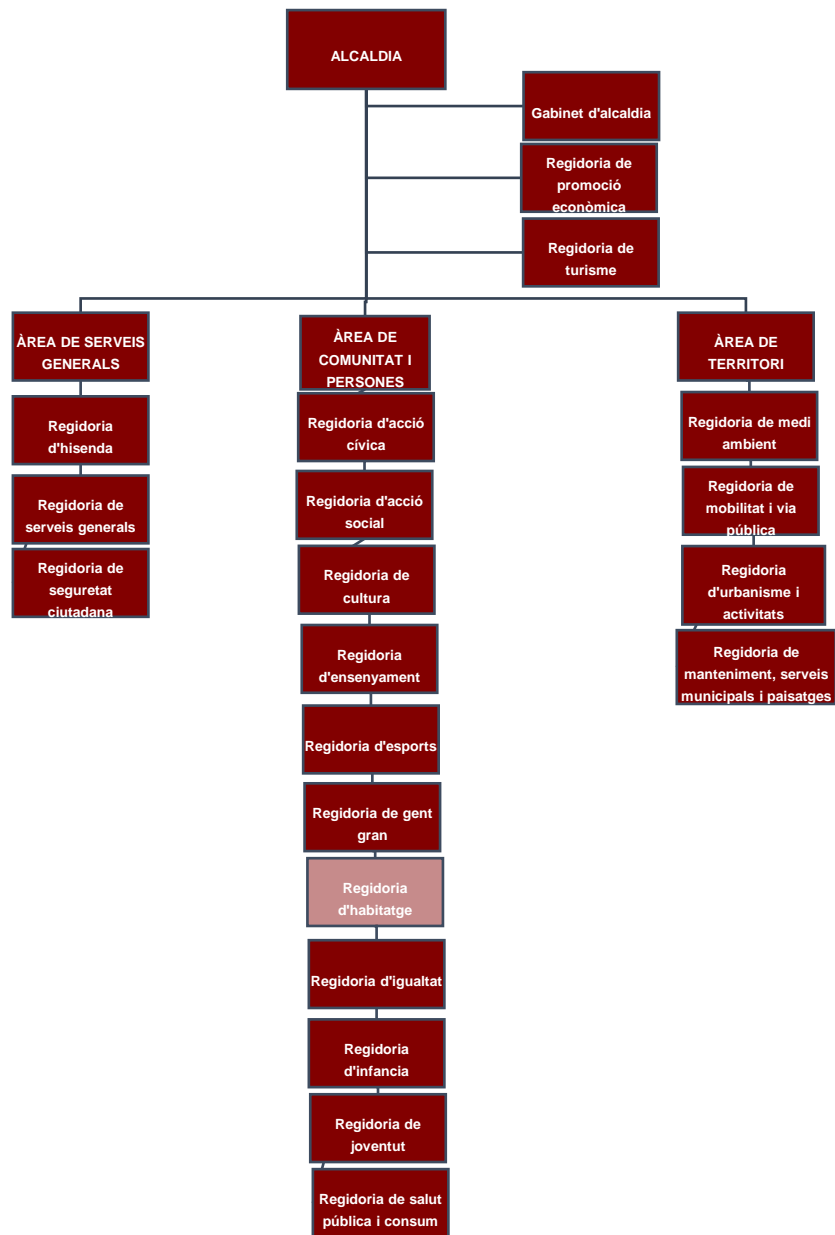 ALCALDIA
Gabinet d'alcaldia
Regidoria de
promoció
econòmica
Regidoria de
turisme
ÀREA DE SERVEIS
GENERALS
Regidoria
d'hisenda
Regidoria de
serveis generals
Regidoria de
seguretat
ciutadana
ÀREA DE
COMUNITAT I
PERSONES
Regidoria d'acció
cívica
Regidoria d'acció
social
Regidoria de
cultura
Regidoria
d'ensenyament
Regidoria d'esports
Regidoria de gent
gran
Regidoria
d'habitatge
Regidoria d'igualtat
Regidoria
d'infancia
Regidoria de
joventut
Regidoria de salut
pública i consum
ÀREA DE
TERRITORI
Regidoria de medi
ambient
Regidoria de
mobilitat i via
pública
Regidoria
d'urbanisme i
activitats
Regidoria de
manteniment, serveis
municipals i paisatges